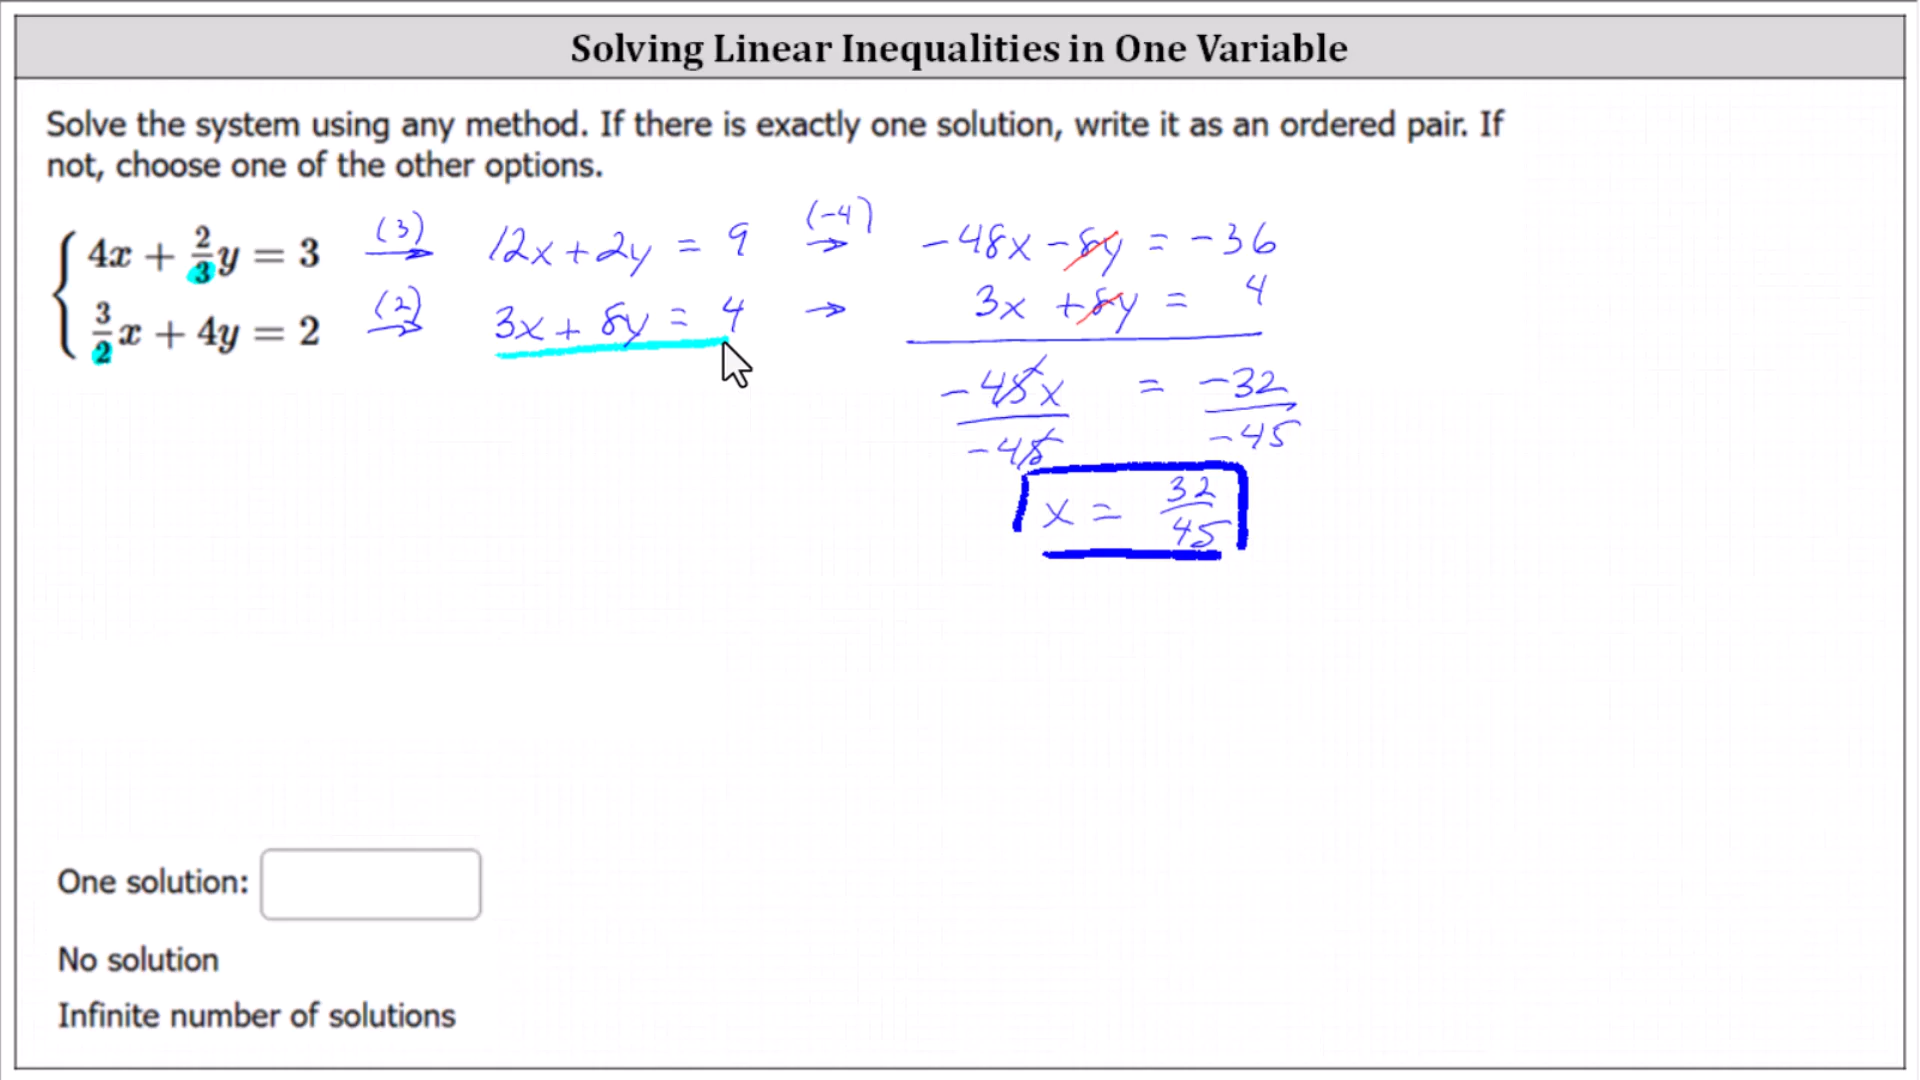 Solving Linear Inequalities in One Variable
Solve the system using any method. If there is exactly one solution, write it as an ordered pair. If
not, choose one of the other options.
{ 4x + 2/3 y = 3 (3)→ 12x + 2y = 9 (-4)→ -48x - 8y = -36
3/2 x + 4y = 2 (2)→ 3x + 8y = 4 → 3x + 8y = 4
-45x = -32
-45 -45
x = 32/45
One solution:
No solution
Infinite number of solutions